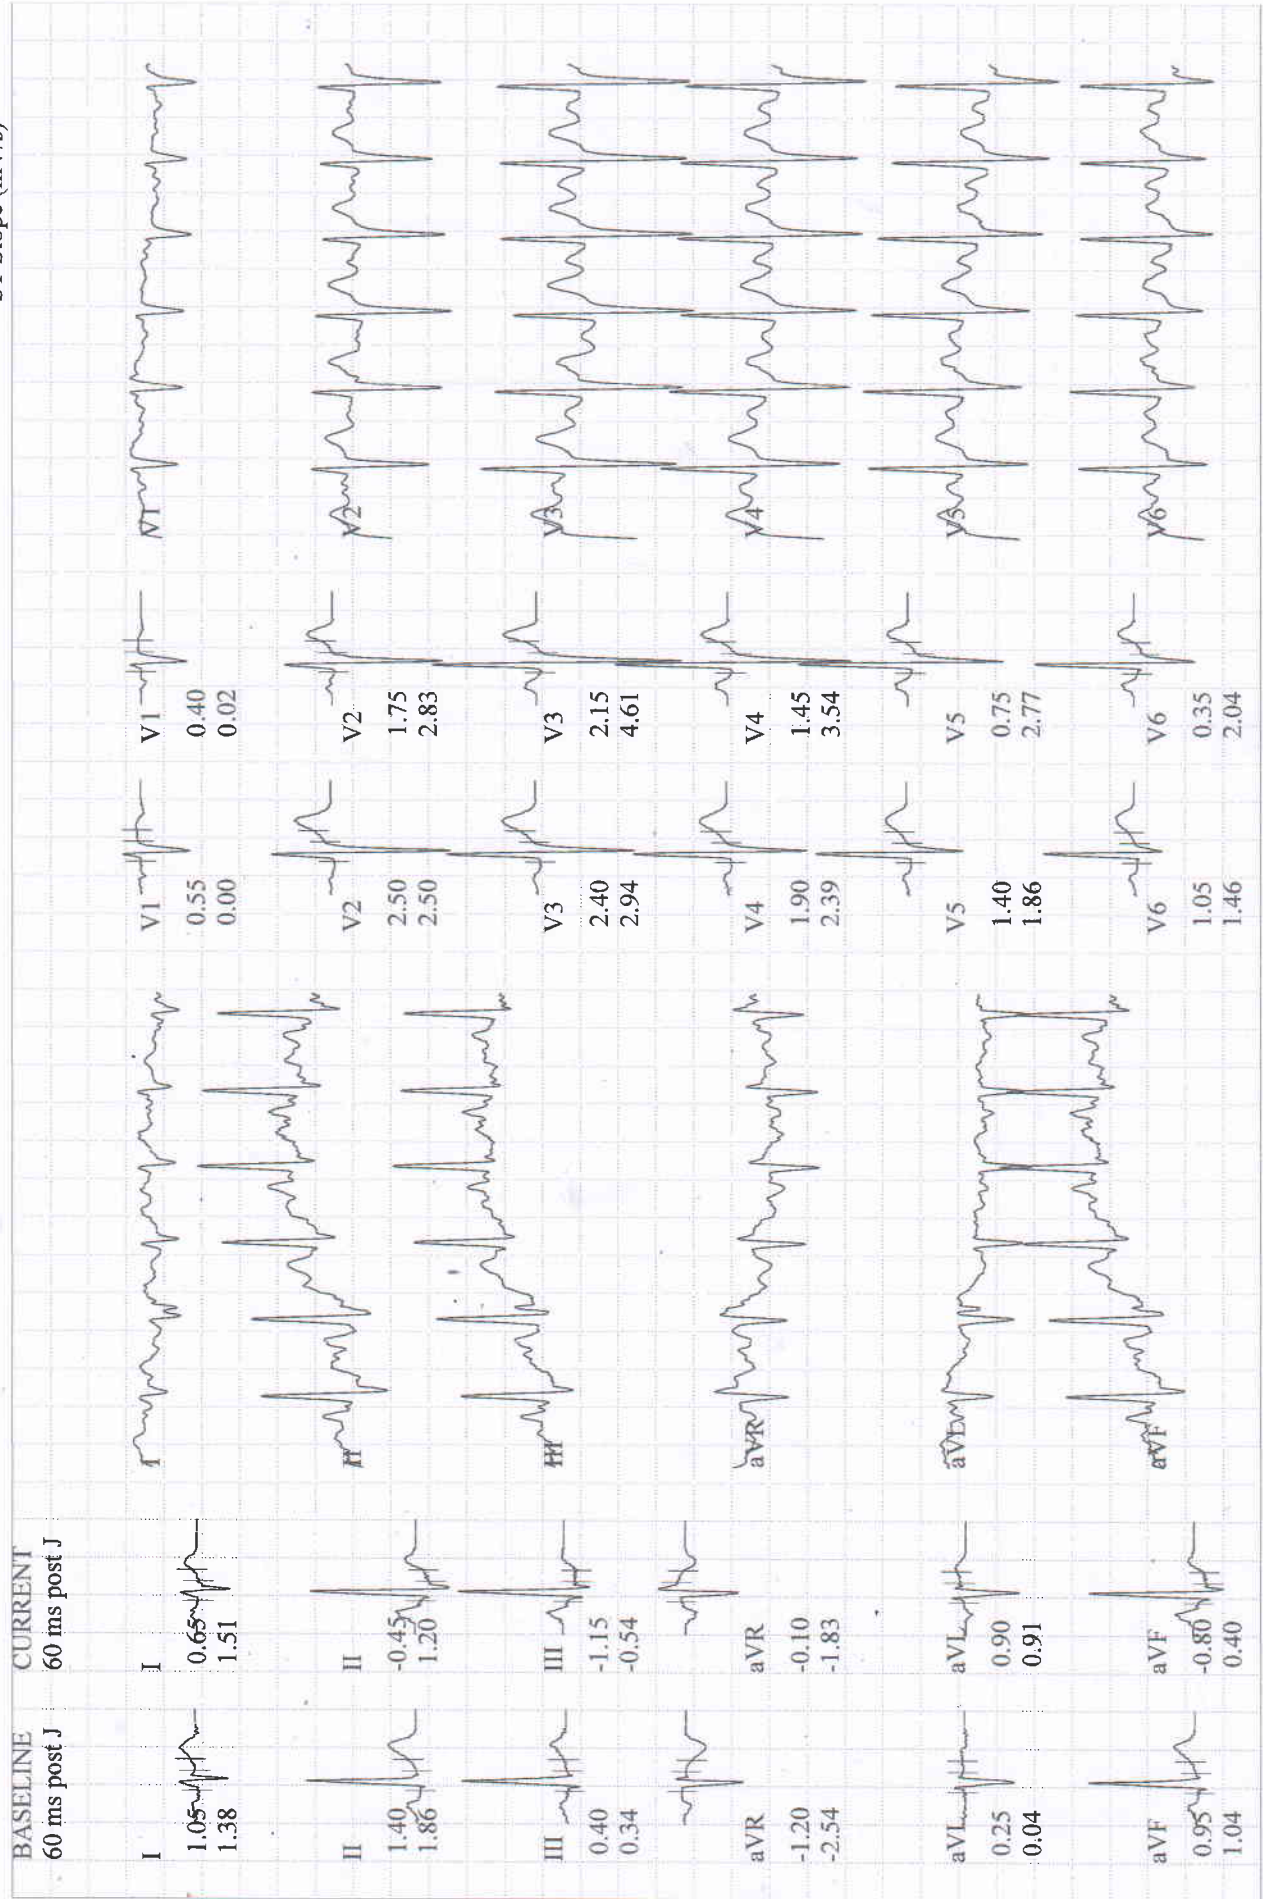 ST Slope (mV/s)
BASELINE CURRENT
60 ms post J 60 ms post J
I I I V1 V1 V1
1.05 0.65 0.55 0.40
1.38 1.51 0.00 0.02
II II II V2 V2 V2
1.40 -0.45 2.50 1.75
1.86 1.20 2.50 2.83
III III III V3 V3 V3
0.40 -1.15 2.40 2.15
0.34 -0.54 2.94 4.61
aVR aVR aVR V4 V4 V4
-1.20 -0.10 1.90 1.45
-2.54 -1.83 2.39 3.54
aVL aVL aVL V5 V5 V5
0.25 0.90 1.40 0.75
0.04 0.91 1.86 2.77
aVF aVF aVF V6 V6 V6
0.95 -0.80 1.05 0.35
1.04 0.40 1.46 2.04